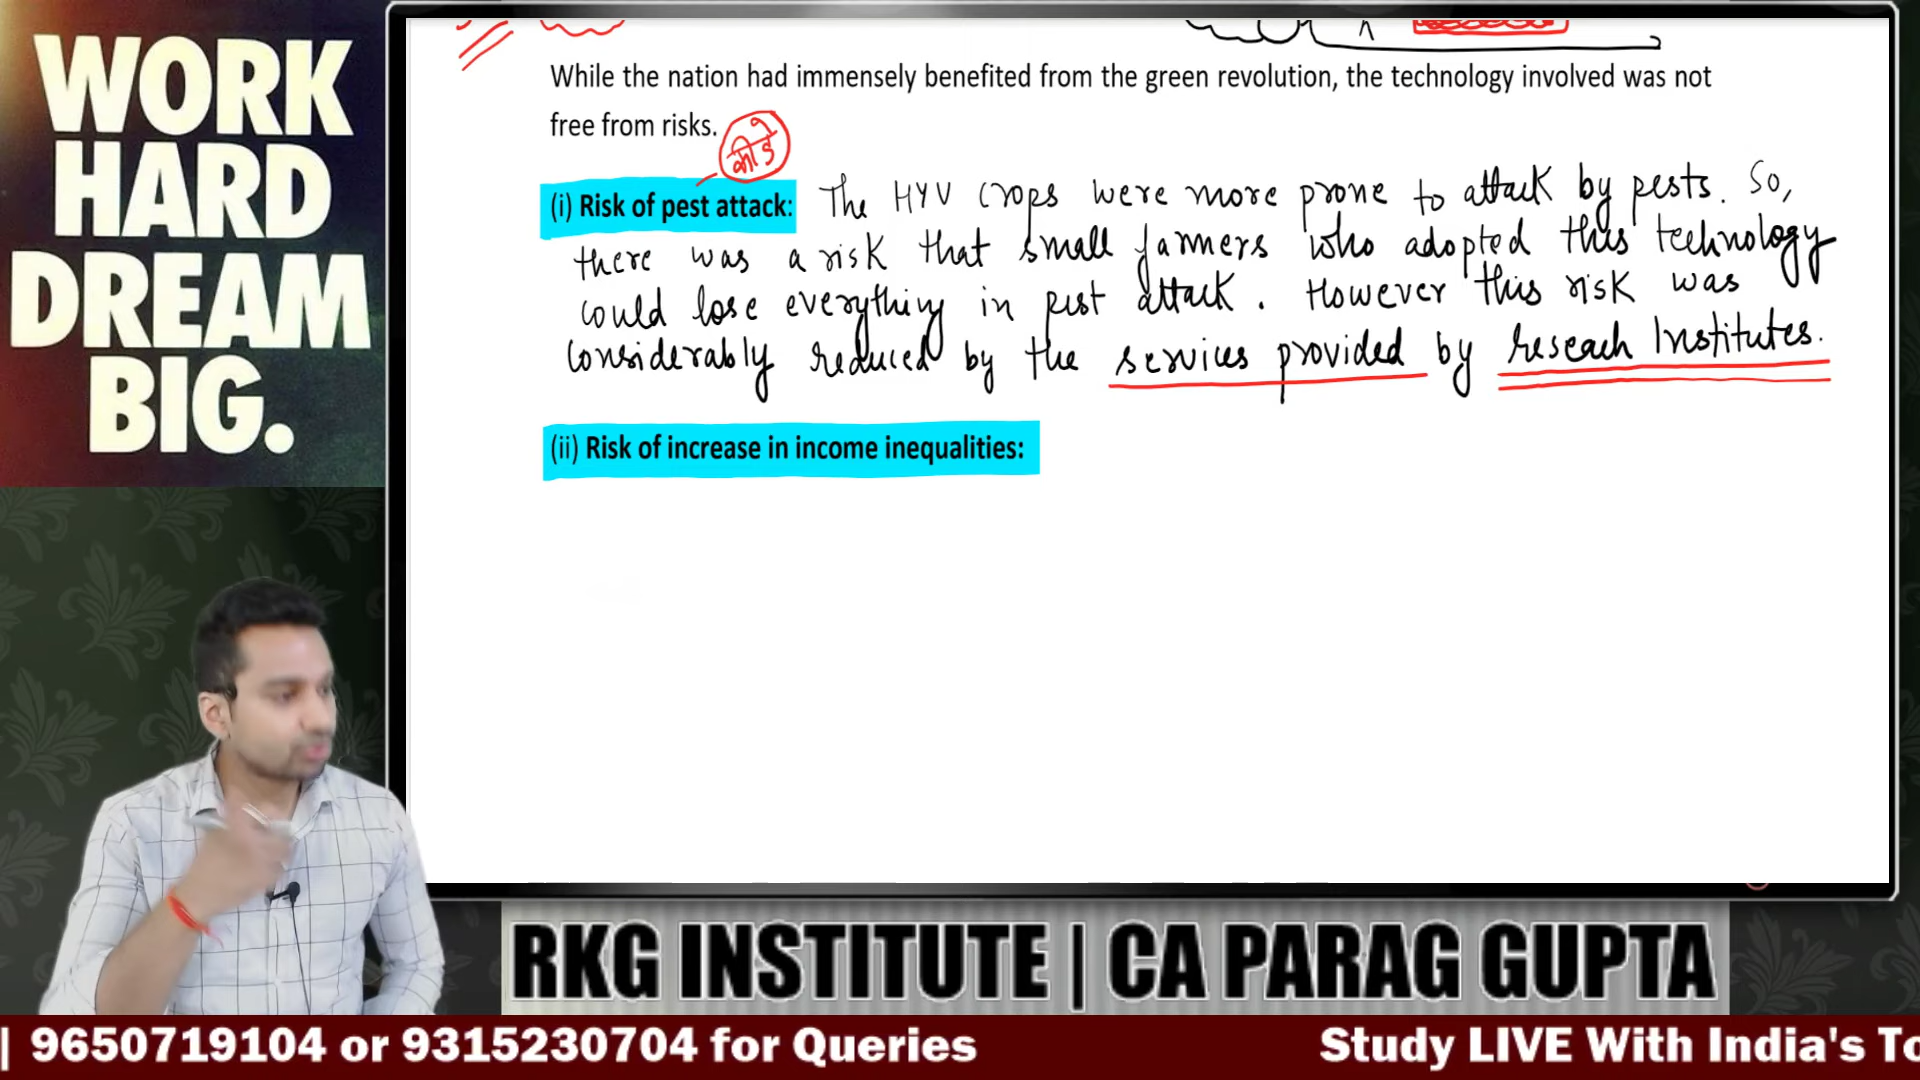 WORK
HARD
DREAM
BIG.
While the nation had immensely benefited from the green revolution, the technology involved was not
free from risks.
कीड़े
(i) Risk of pest attack: The HYV crops were more prone to attack by pests. So,
there was a risk that small farmers who adopted this technology
could lose everything in pest attack. However this risk was
considerably reduced by the services provided by reseach Institutes.
(ii) Risk of increase in income inequalities:
RKG INSTITUTE | CA PARAG GUPTA
| 9650719104 or 9315230704 for Queries
Study LIVE With India's To